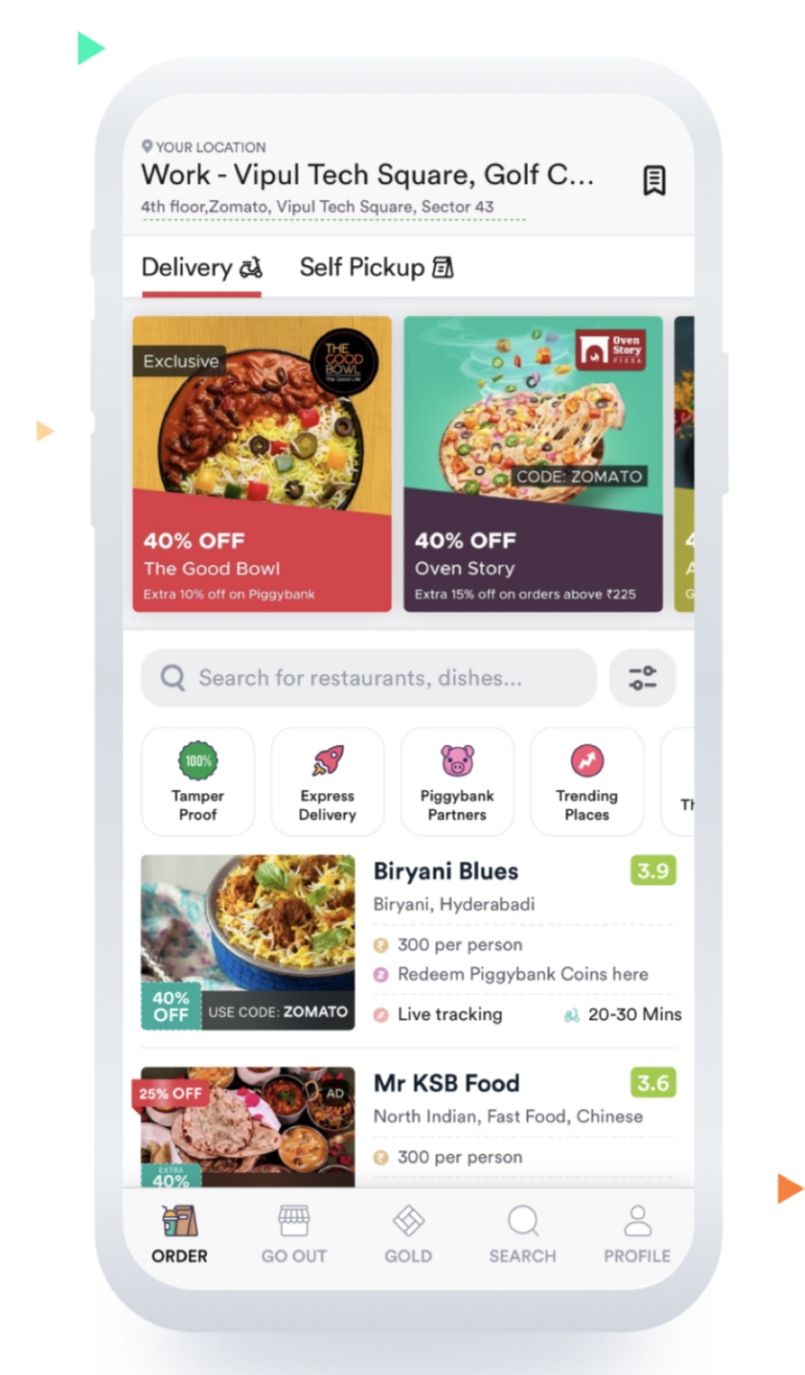 YOUR LOCATION
Work - Vipul Tech Square, Golf C...
4th floor,Zomato, Vipul Tech Square, Sector 43
Delivery
Self Pickup
Exclusive
THE
GOOD
BOWL
The Good Life
40% OFF
The Good Bowl
Extra 10% off on Piggybank
Oven
Story
PIZZA
CODE: ZOMATO
40% OFF
Oven Story
Extra 15% off on orders above ₹225
4
A
G
Search for restaurants, dishes...
100%
Tamper
Proof
Express
Delivery
Piggybank
Partners
Trending
Places
Th
Biryani Blues
3.9
Biryani, Hyderabadi
₹ 300 per person
Redeem Piggybank Coins here
Live tracking
20-30 Mins
40%
OFF
USE CODE: ZOMATO
25% OFF
AD
EXTRA
40%
Mr KSB Food
3.6
North Indian, Fast Food, Chinese
₹ 300 per person
ORDER
GO OUT
GOLD
SEARCH
PROFILE